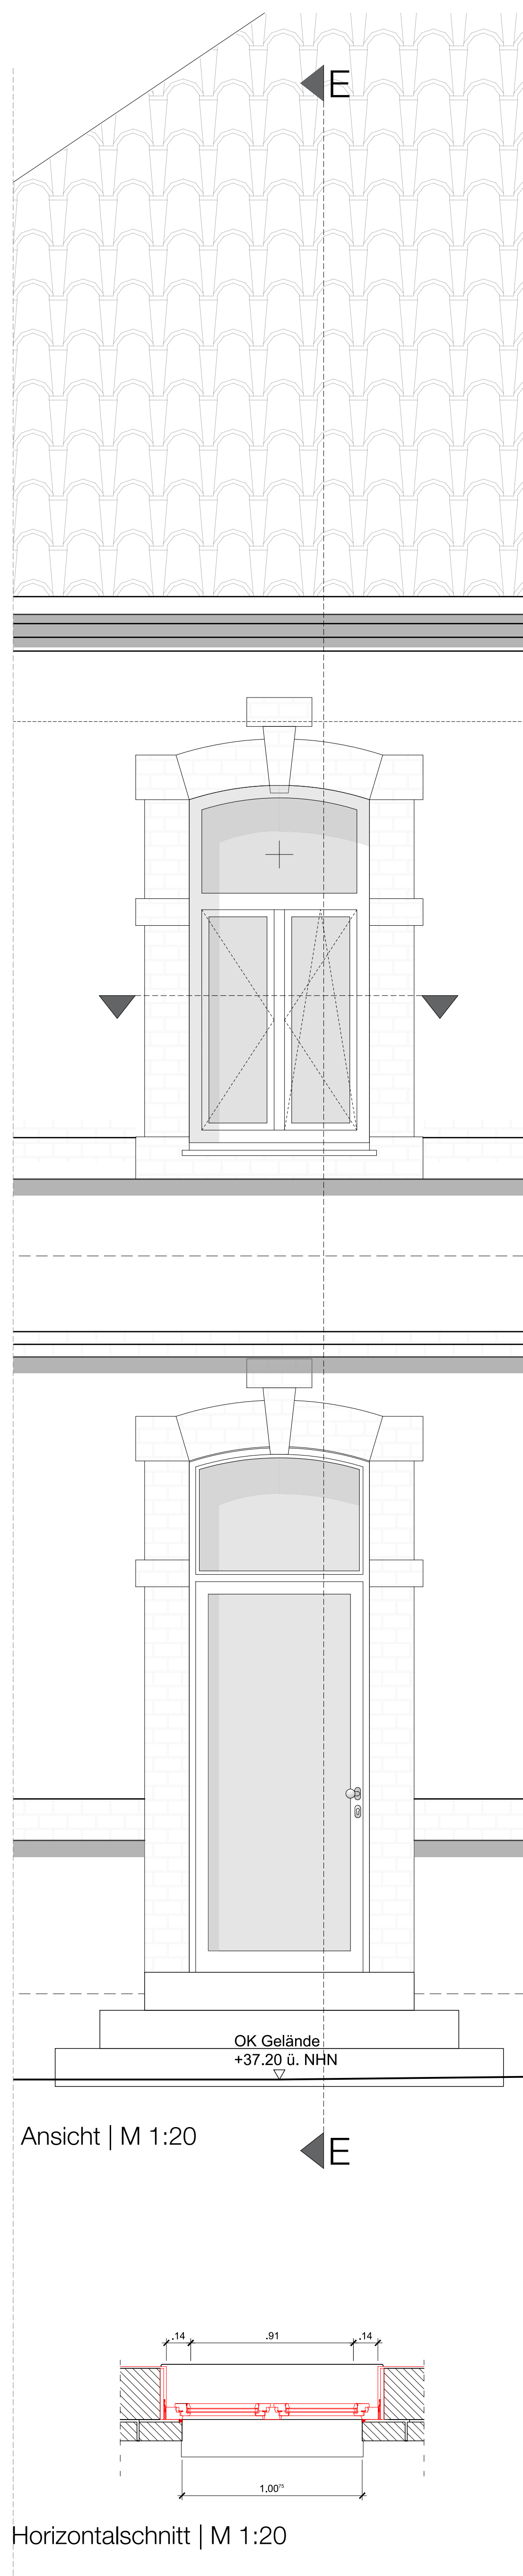 E
OK Gelände
+37.20 ü. NHN
Ansicht | M 1:20
E
.14 .91 .14
1,00⁷⁵
Horizontalschnitt | M 1:20